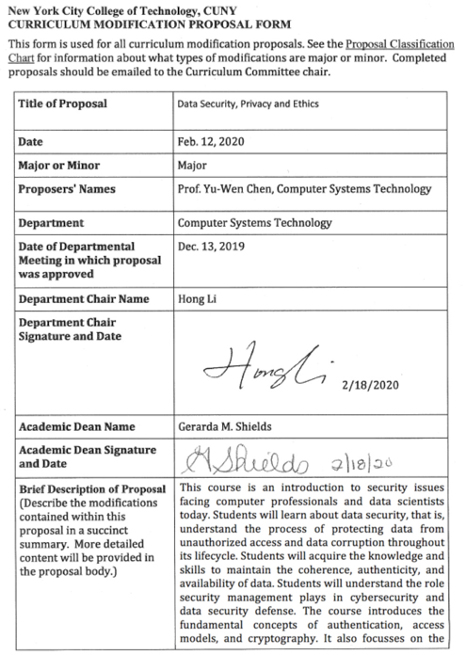 New York City College of Technology, CUNY
CURRICULUM MODIFICATION PROPOSAL FORM
This form is used for all curriculum modification proposals. See the Proposal Classification
Chart for information about what types of modifications are major or minor.  Completed
proposals should be emailed to the Curriculum Committee chair.
Title of Proposal
Data Security, Privacy and Ethics
Date
Feb. 12, 2020
Major or Minor
Major
Proposers' Names
Prof. Yu-Wen Chen, Computer Systems Technology
Department
Computer Systems Technology
Date of Departmental
Meeting in which proposal
was approved
Dec. 13, 2019
Department Chair Name
Hong Li
Department Chair
Signature and Date
Hong Li
2/18/2020
Academic Dean Name
Gerarda M. Shields
Academic Dean Signature
and Date
GShields 2/18/20
Brief Description of Proposal
(Describe the modifications
contained within this
proposal in a succinct
summary.  More detailed
content will be provided in
the proposal body.)
This course is an introduction to security issues
facing computer professionals and data scientists
today. Students will learn about data security, that is,
understand the process of protecting data from
unauthorized access and data corruption throughout
its lifecycle. Students will acquire the knowledge and
skills to maintain the coherence, authenticity, and
availability of data. Students will understand the role
security management plays in cybersecurity and
data security defense. The course introduces the
fundamental concepts of authentication, access
models, and cryptography. It also focusses on the